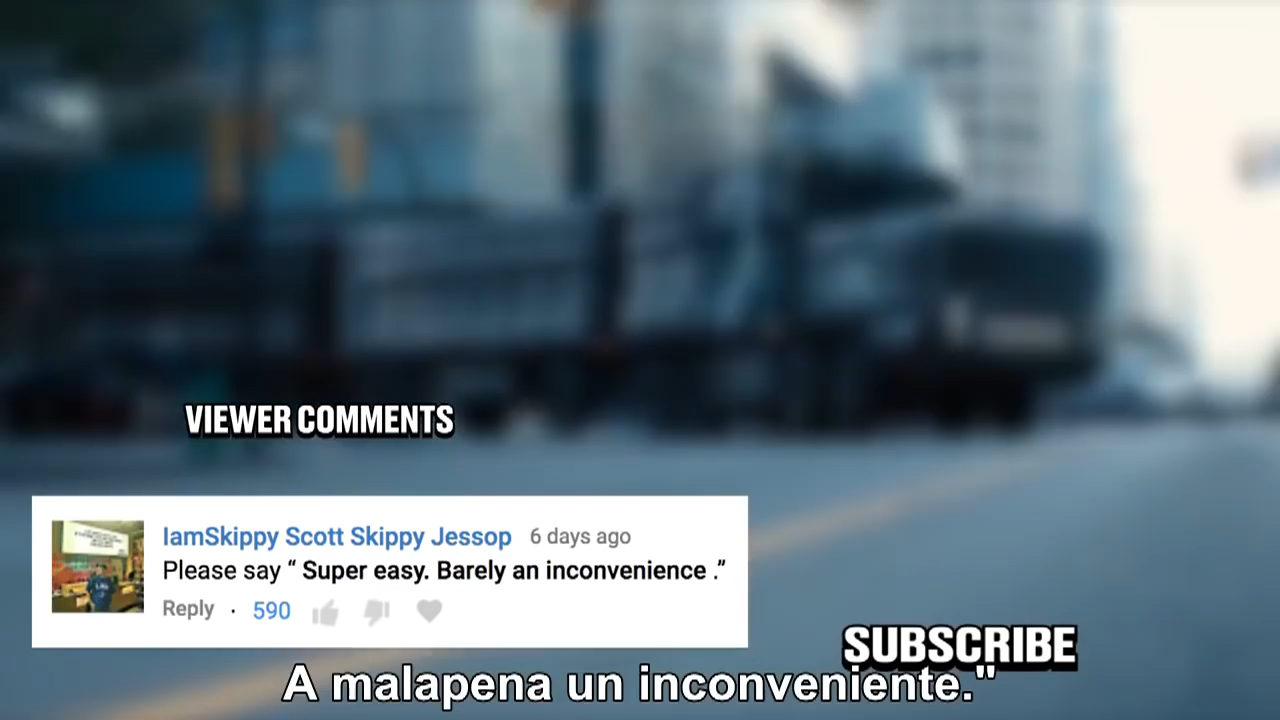 VIEWER COMMENTS
IamSkippy Scott Skippy Jessop 6 days ago
Please say “ Super easy. Barely an inconvenience .”
Reply · 590
SUBSCRIBE
A malapena un inconveniente."